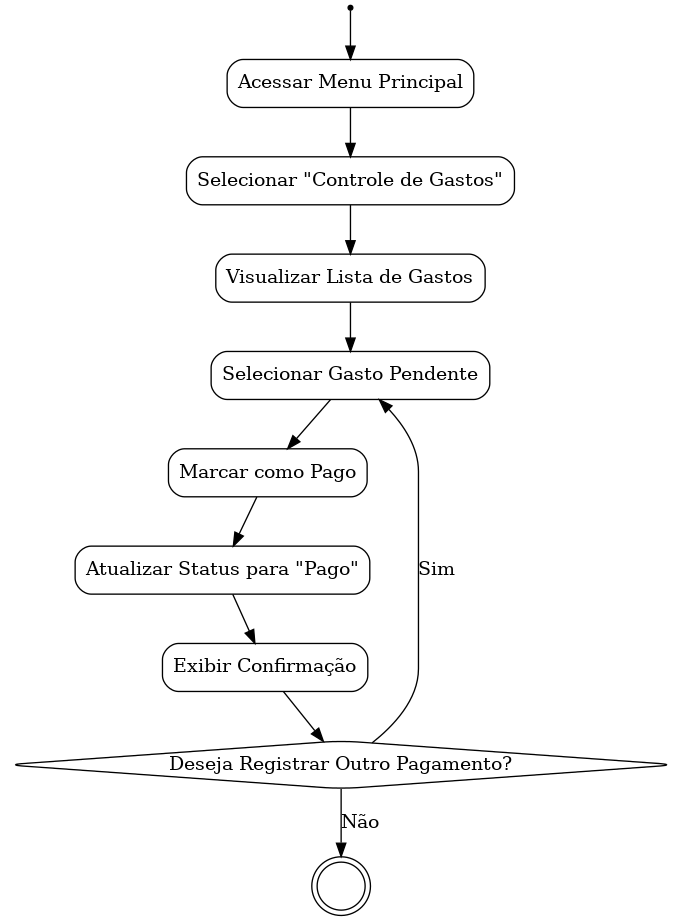 Acessar Menu Principal
Selecionar "Controle de Gastos"
Visualizar Lista de Gastos
Selecionar Gasto Pendente
Marcar como Pago
Atualizar Status para "Pago"
Sim
Exibir Confirmação
Deseja Registrar Outro Pagamento?
Não